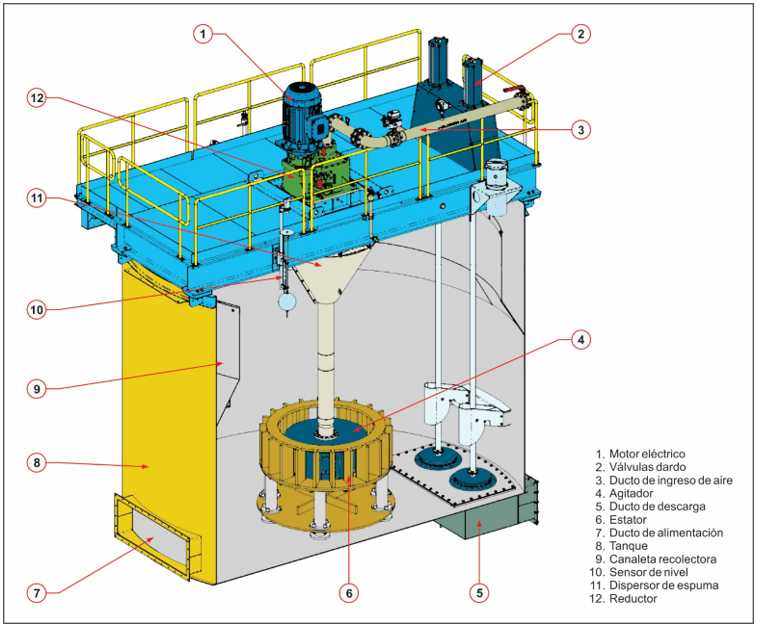 1
2
12
3
11
10
4
9
8
7
6
5
1. Motor eléctrico
2. Válvulas dardo
3. Ducto de ingreso de aire
4. Agitador
5. Ducto de descarga
6. Estator
7. Ducto de alimentación
8. Tanque
9. Canaleta recolectora
10. Sensor de nivel
11. Dispersor de espuma
12. Reductor